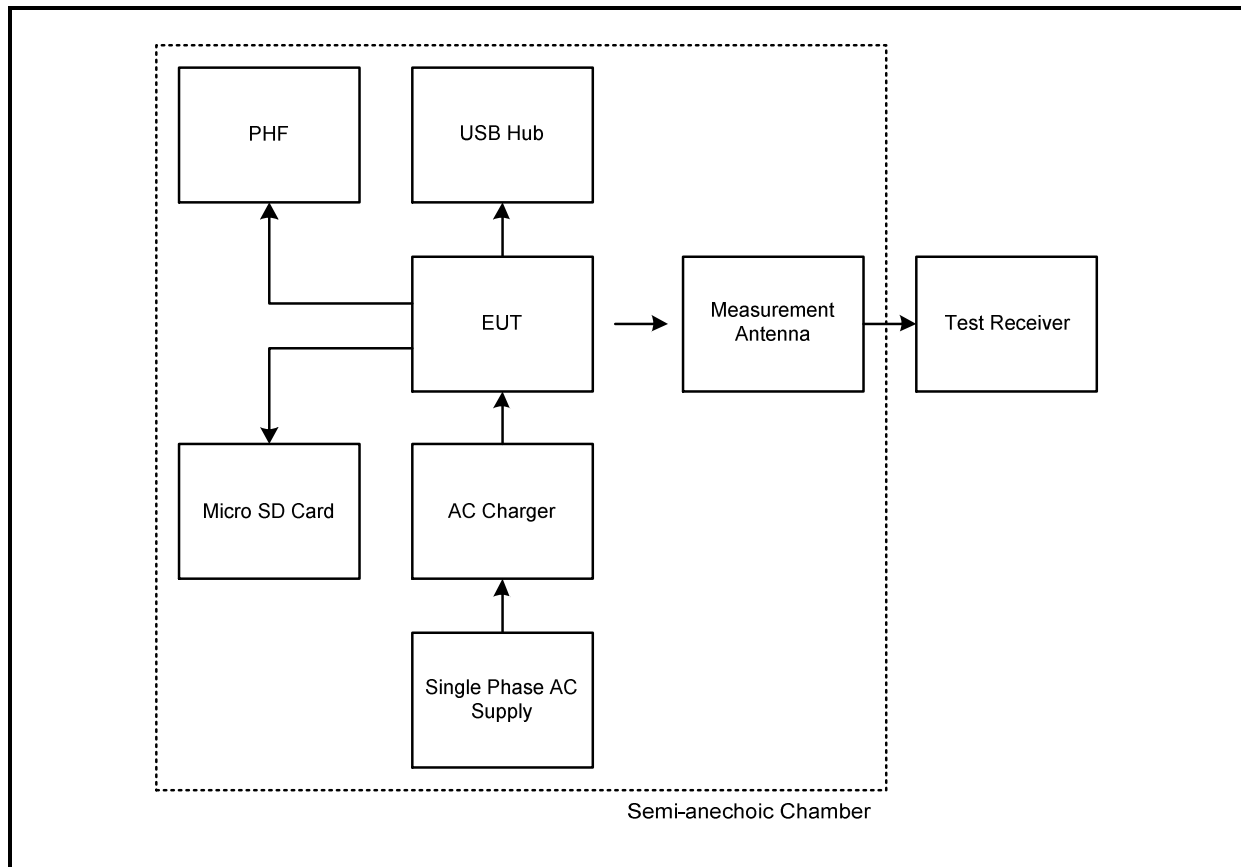 PHF
USB Hub
EUT
Measurement
Antenna
Test Receiver
Micro SD Card
AC Charger
Single Phase AC
Supply
Semi-anechoic Chamber